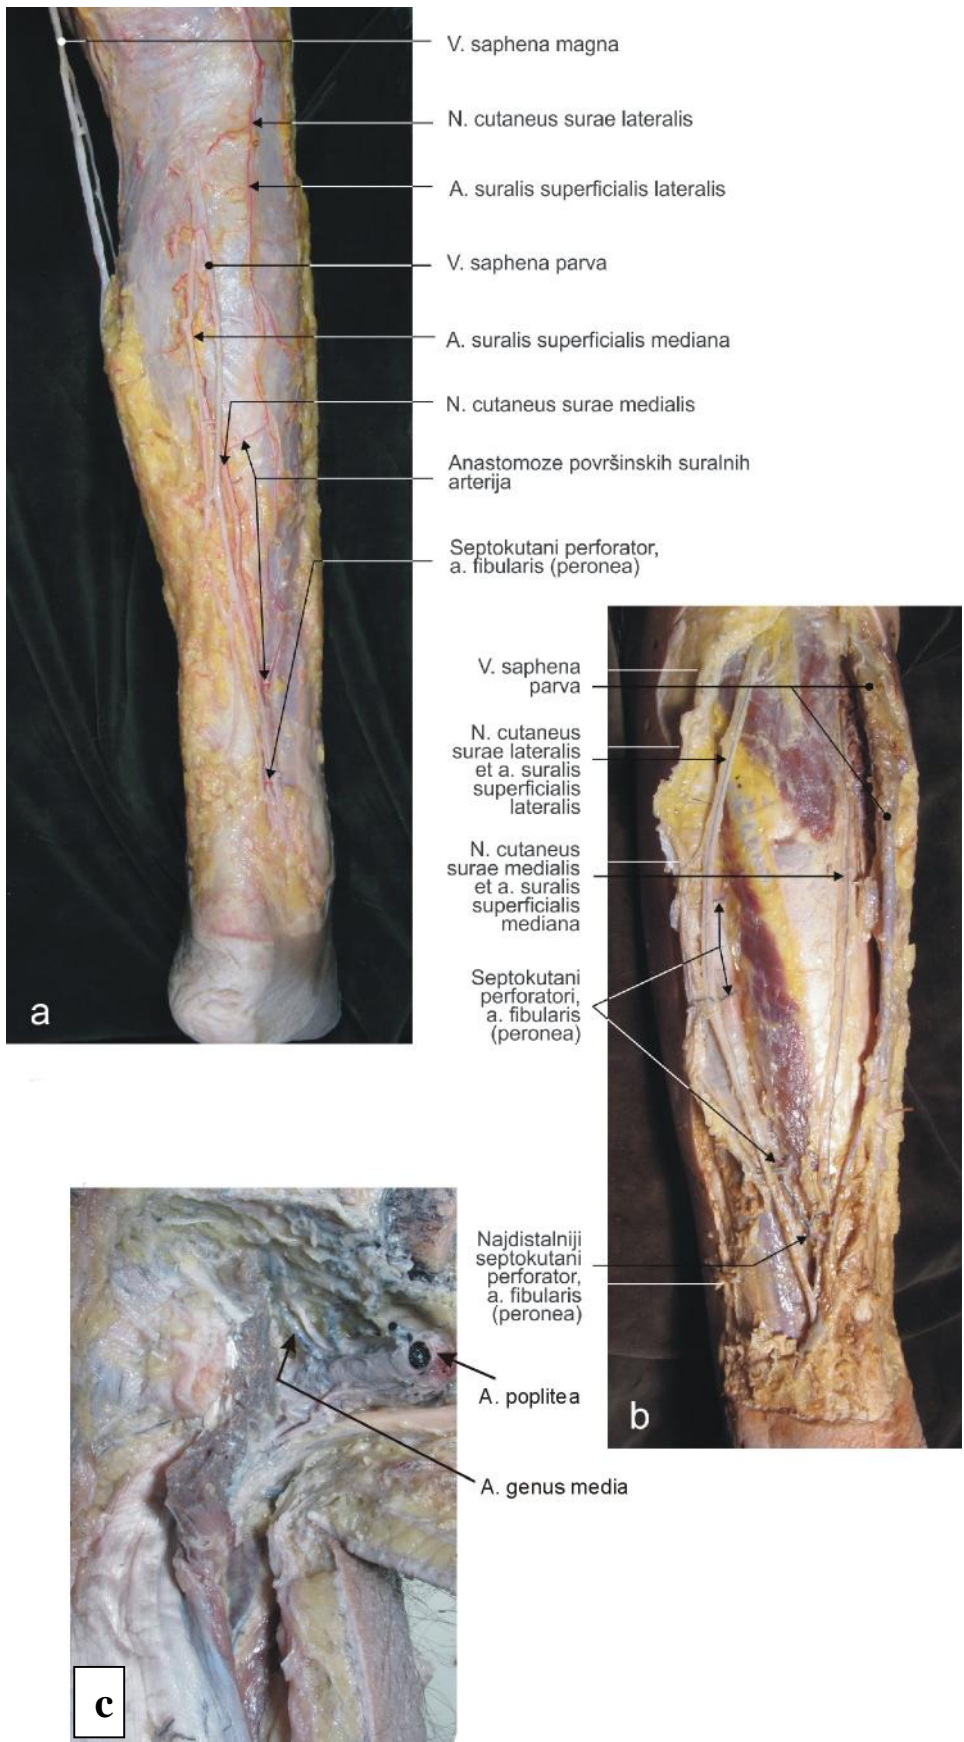 V. saphena magna
N. cutaneus surae lateralis
A. suralis superficialis lateralis
V. saphena parva
A. suralis superficialis mediana
N. cutaneus surae medialis
Anastomoze površinskih suralnih
arterija
Septokutani perforator,
a. fibularis (peronea)
a
V. saphena
parva
N. cutaneus
surae lateralis
et a. suralis
superficialis
lateralis
N. cutaneus
surae medialis
et a. suralis
superficialis
mediana
Septokutani
perforatori,
a. fibularis
(peronea)
Najdistalniji
septokutani
perforator,
a. fibularis
(peronea)
b
A. poplitea
A. genus media
c